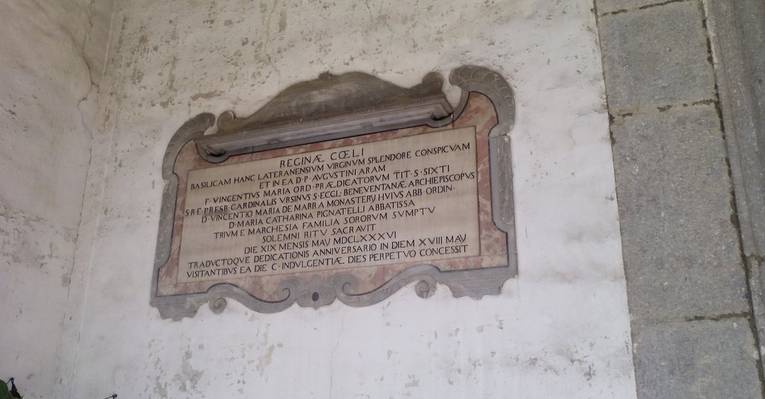 REGINÆ CŒLI
BASILICAM HANC LATERANENSIUM VIRGINUM SPLENDORE CONSPICVAM
ET IN EA D·P·AVGVSTINI ARAM
F·VINCENTIVS MARIA ORD·PRÆDICATORVM TIT·S·SIXTI
S·R·E·PRESB·CARDINALIS VRSINVS S·ECCL·BENEVENTANÆ ARCHIEPISCOPVS
D·VINCENTIO MARIA DE MARRA MONASTERIJ HVIVS ABB·ORDIN·
D·MARIA CATHARINA PIGNATELLI ABBATISSA
TRIVM E MARCHESIA FAMILIA SORORVM SVMPTV
SOLEMNI RITV SACRAVIT
DIE XIX MENSIS MAIJ MDCLXXXVI
TRADVCTOQVE DEDICATIONIS ANNIVERSARIO IN DIEM XVIII MAIJ
VISITANTIBVS EA DIE C·INDVLGENTIÆ DIES PERPETVO CONCESSIT